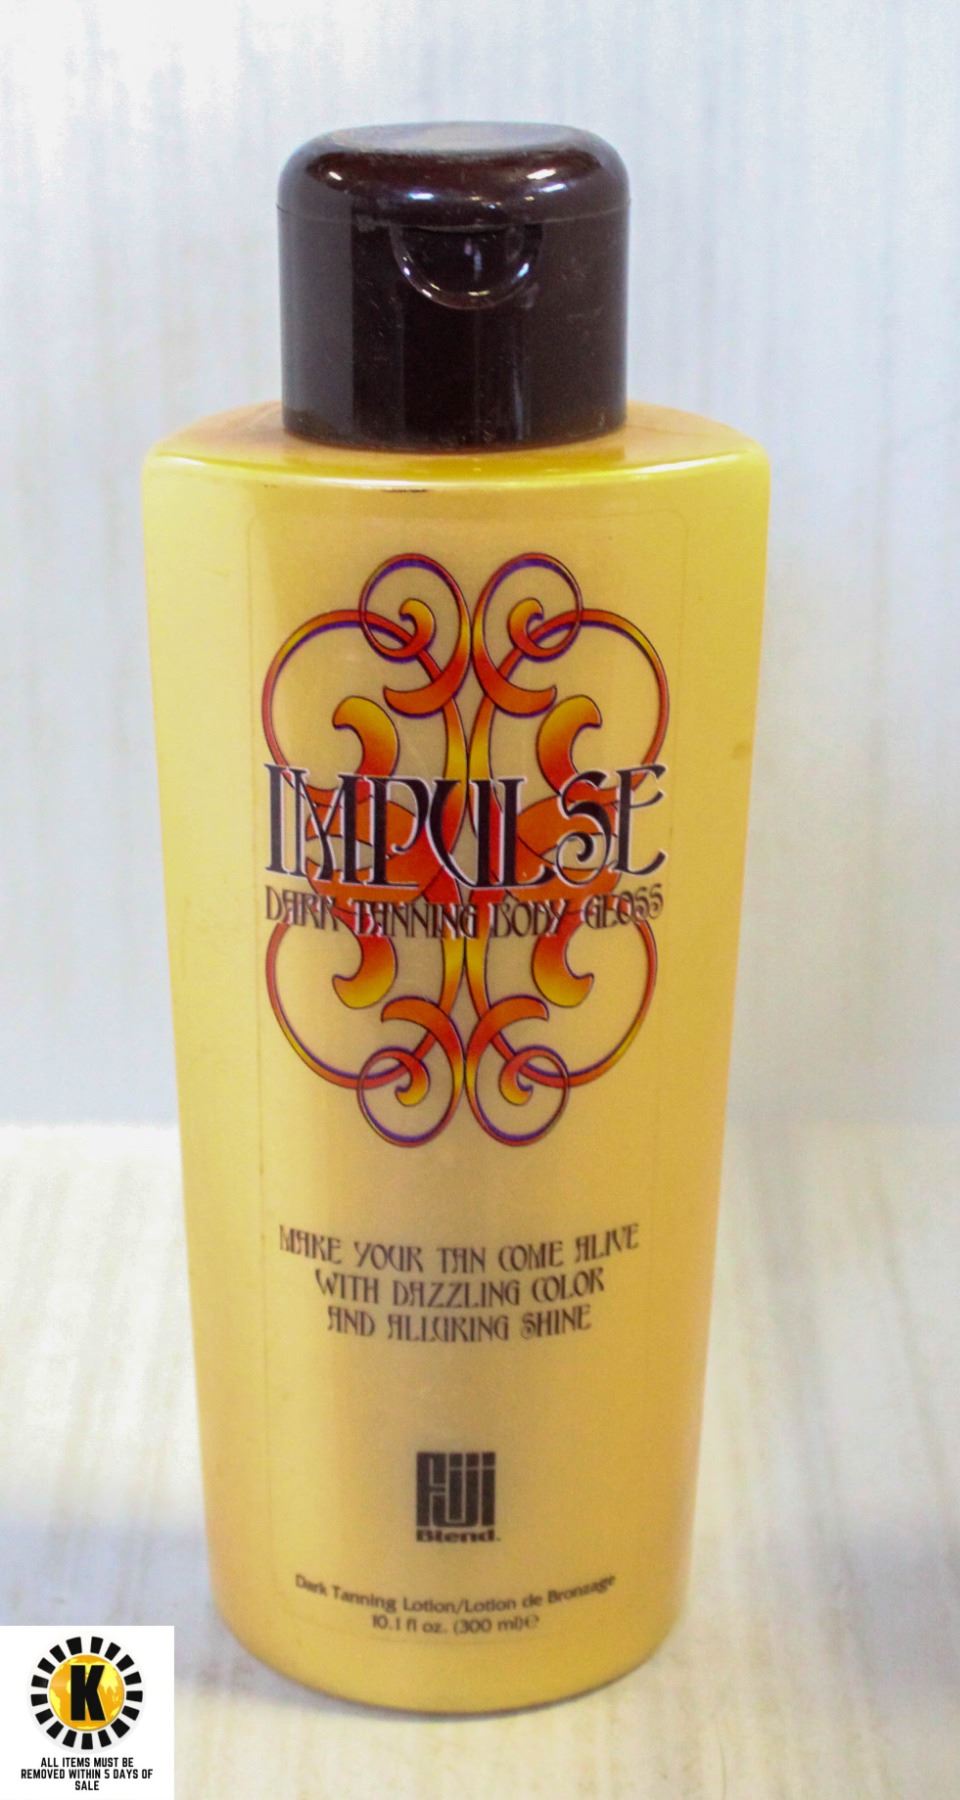 IMPULSE
DARK TANNING BODY GLOSS
MAKE YOUR TAN COME ALIVE
WITH DAZZLING COLOR
AND ALLURING SHINE
Fiji
Blend.
Dark Tanning Lotion/Lotion de Bronzage
10.1 fl oz. (300 ml)℮
K
ALL ITEMS MUST BE
REMOVED WITHIN 5 DAYS OF
SALE